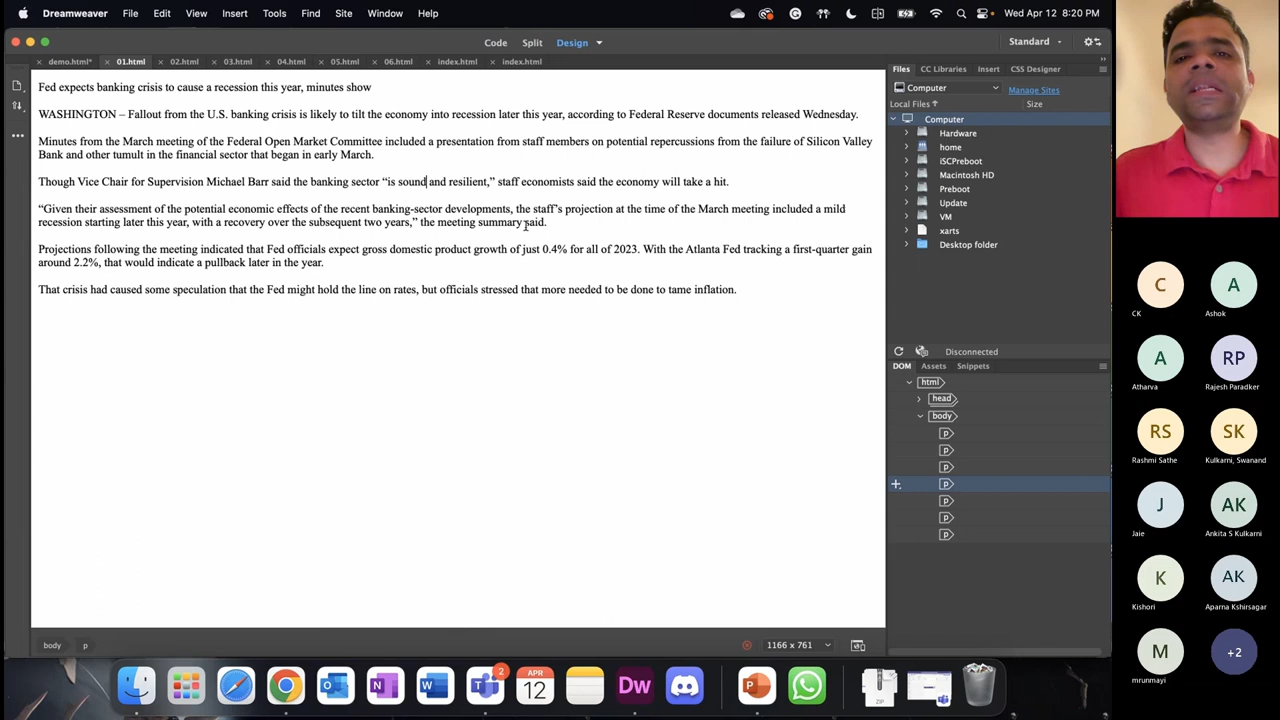 Dreamweaver File Edit View Insert Tools Find Site Window Help Wed Apr 12 8:20 PM
Code Split Design Standard
demo.html* 01.html 02.html 03.html 04.html 05.html 06.html index.html index.html
Fed expects banking crisis to cause a recession this year, minutes show
WASHINGTON – Fallout from the U.S. banking crisis is likely to tilt the economy into recession later this year, according to Federal Reserve documents released Wednesday.
Minutes from the March meeting of the Federal Open Market Committee included a presentation from staff members on potential repercussions from the failure of Silicon Valley
Bank and other tumult in the financial sector that began in early March.
Though Vice Chair for Supervision Michael Barr said the banking sector “is sound and resilient,” staff economists said the economy will take a hit.
“Given their assessment of the potential economic effects of the recent banking-sector developments, the staff’s projection at the time of the March meeting included a mild
recession starting later this year, with a recovery over the subsequent two years,” the meeting summary said.
Projections following the meeting indicated that Fed officials expect gross domestic product growth of just 0.4% for all of 2023. With the Atlanta Fed tracking a first-quarter gain
around 2.2%, that would indicate a pullback later in the year.
That crisis had caused some speculation that the Fed might hold the line on rates, but officials stressed that more needed to be done to tame inflation.
body p
1166 x 761
Files CC Libraries Insert CSS Designer
Computer Manage Sites
Local Files Size
Computer
Hardware
home
iSCPreboot
Macintosh HD
Preboot
Update
VM
xarts
Desktop folder
Disconnected
DOM Assets Snippets
html
head
body
p
p
p
p
p
p
p
C A
CK Ashok
A RP
Atharva Rajesh Paradker
RS SK
Rashmi Sathe Kulkarni, Swanand
J AK
Jaie Ankita S Kulkarni
K AK
Kishori Aparna Kshirsagar
M +2
mrunmayi
2
APR
12
Dw
ZIP